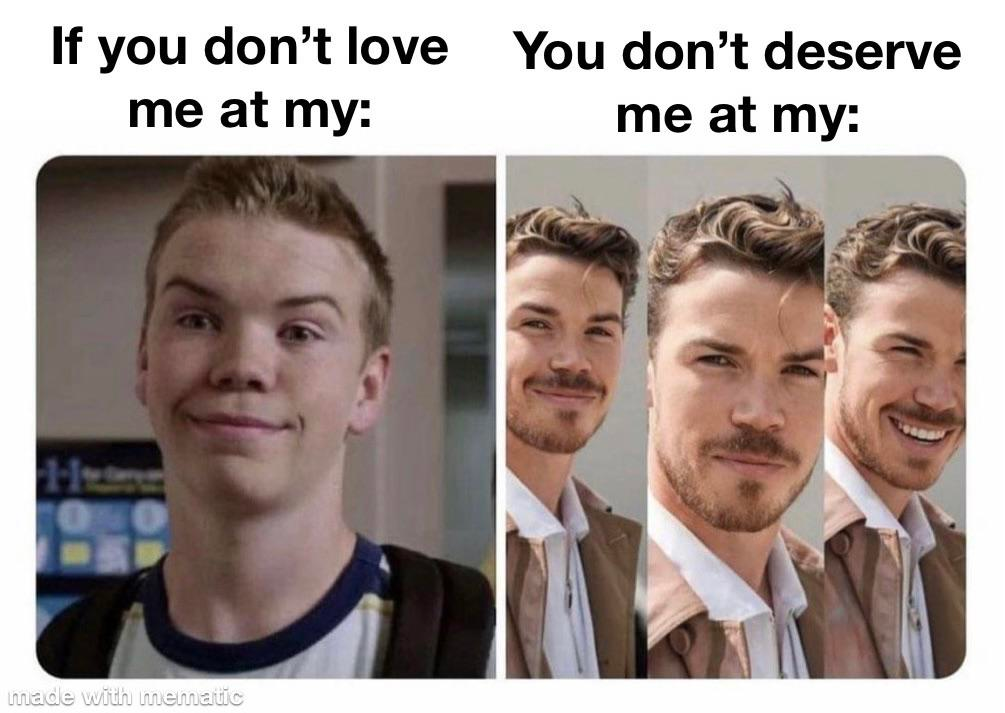 If you don’t love
me at my:
You don’t deserve
me at my:
made with mematic